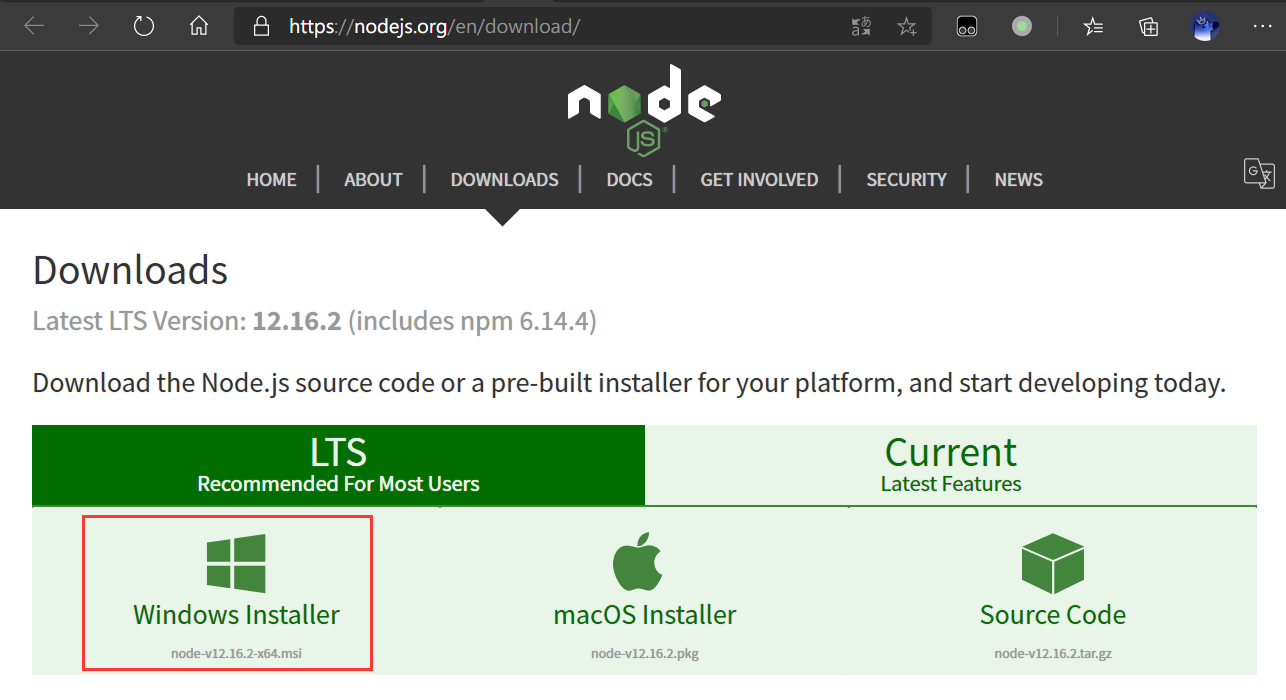 https://nodejs.org/en/download/
node
JS
HOME | ABOUT | DOWNLOADS | DOCS | GET INVOLVED | SECURITY | NEWS
Downloads
Latest LTS Version: 12.16.2 (includes npm 6.14.4)
Download the Node.js source code or a pre-built installer for your platform, and start developing today.
LTS
Recommended For Most Users
Current
Latest Features
Windows Installer
node-v12.16.2-x64.msi
macOS Installer
node-v12.16.2.pkg
Source Code
node-v12.16.2.tar.gz